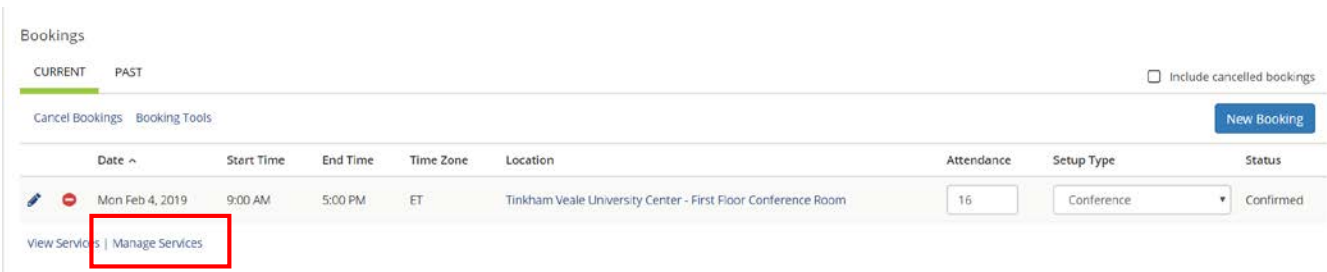 Bookings
CURRENT PAST
Include cancelled bookings
Cancel Bookings Booking Tools New Booking
Date Start Time End Time Time Zone Location Attendance Setup Type Status
Mon Feb 4, 2019 9:00 AM 5:00 PM ET Tinkham Veale University Center - First Floor Conference Room 16 Conference Confirmed
View Services | Manage Services